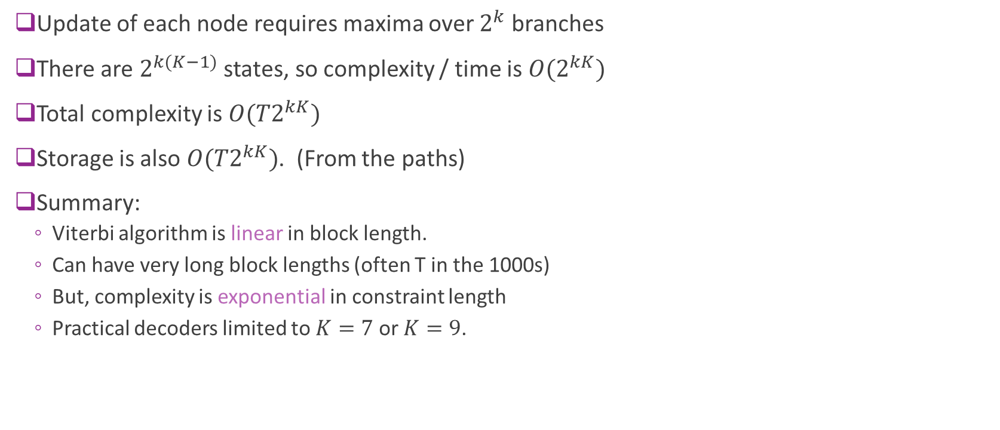 ❑Update of each node requires maxima over $2^k$ branches
❑There are $2^{k(K-1)}$ states, so complexity / time is $O(2^{kK})$
❑Total complexity is $O(T2^{kK})$
❑Storage is also $O(T2^{kK})$. (From the paths)
❑Summary:
◦ Viterbi algorithm is linear in block length.
◦ Can have very long block lengths (often T in the 1000s)
◦ But, complexity is exponential in constraint length
◦ Practical decoders limited to $K = 7$ or $K = 9$.